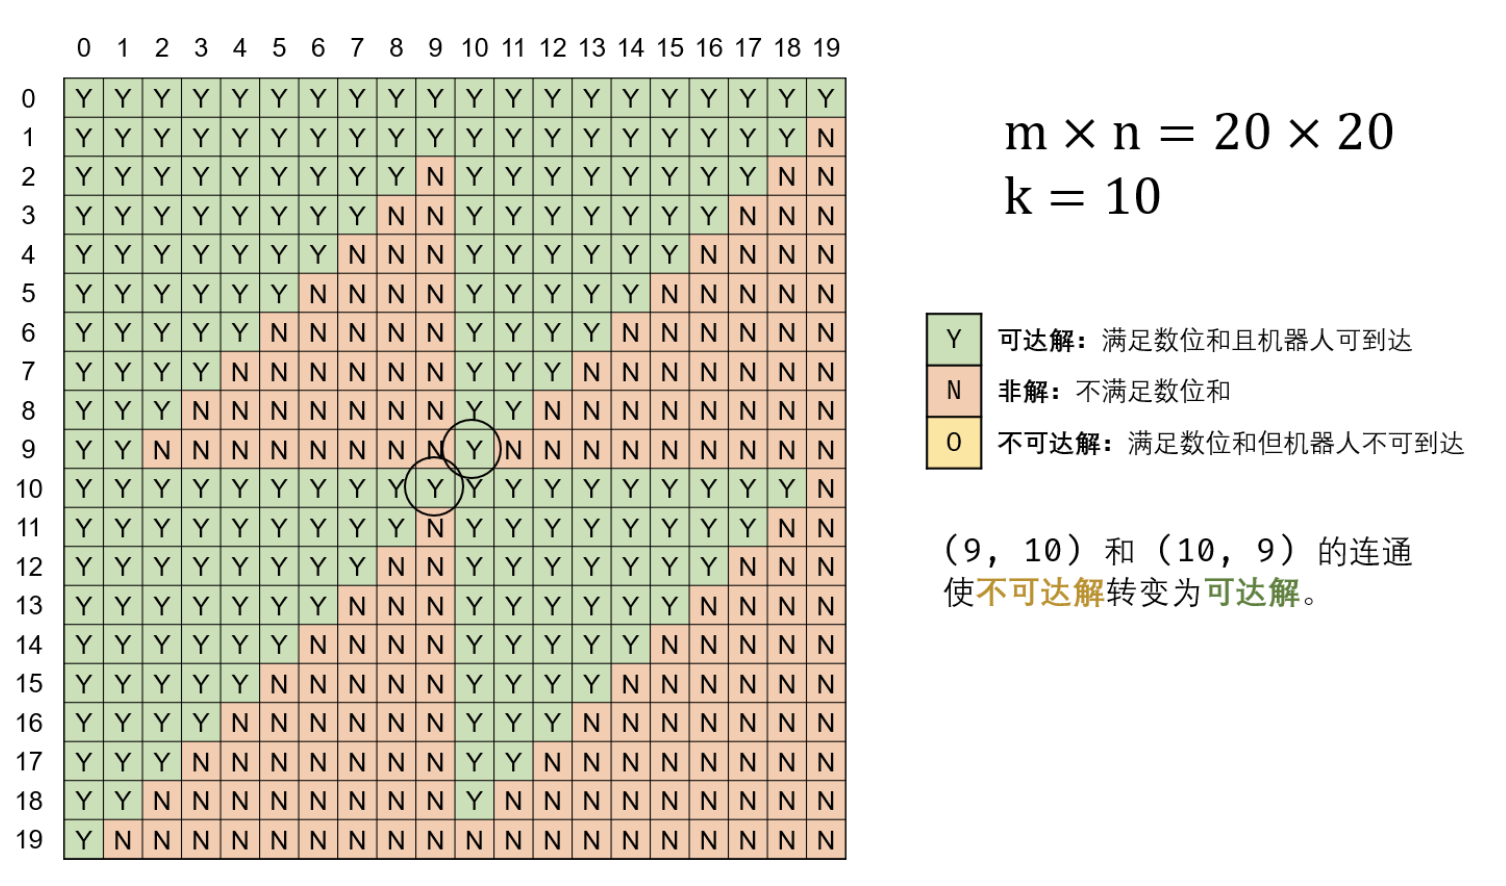 0 1 2 3 4 5 6 7 8 9 10 11 12 13 14 15 16 17 18 19
0 Y Y Y Y Y Y Y Y Y Y Y Y Y Y Y Y Y Y Y Y
1 Y Y Y Y Y Y Y Y Y Y Y Y Y Y Y Y Y Y Y N
2 Y Y Y Y Y Y Y Y Y N Y Y Y Y Y Y Y Y N N
3 Y Y Y Y Y Y Y Y N N Y Y Y Y Y Y Y N N N
4 Y Y Y Y Y Y Y N N N Y Y Y Y Y Y N N N N
5 Y Y Y Y Y Y N N N N Y Y Y Y Y N N N N N
6 Y Y Y Y Y N N N N N Y Y Y Y N N N N N N
7 Y Y Y Y N N N N N N Y Y Y N N N N N N N
8 Y Y Y N N N N N N N Y Y N N N N N N N N
9 Y Y N N N N N N N N Y N N N N N N N N N
10 Y Y Y Y Y Y Y Y Y Y Y Y Y Y Y Y Y Y Y N
11 Y Y Y Y Y Y Y Y Y N Y Y Y Y Y Y Y Y N N
12 Y Y Y Y Y Y Y Y N N Y Y Y Y Y Y Y N N N
13 Y Y Y Y Y Y Y N N N Y Y Y Y Y Y N N N N
14 Y Y Y Y Y Y N N N N Y Y Y Y Y N N N N N
15 Y Y Y Y Y N N N N N Y Y Y Y N N N N N N
16 Y Y Y Y N N N N N N Y Y Y N N N N N N N
17 Y Y Y N N N N N N N Y Y N N N N N N N N
18 Y Y N N N N N N N N Y N N N N N N N N N
19 Y N N N N N N N N N N N N N N N N N N N
m × n = 20 × 20
k = 10
Y 可达解：满足数位和且机器人可到达
N 非解：不满足数位和
O 不可达解：满足数位和但机器人不可到达
(9, 10) 和 (10, 9) 的连通
使不可达解转变为可达解。